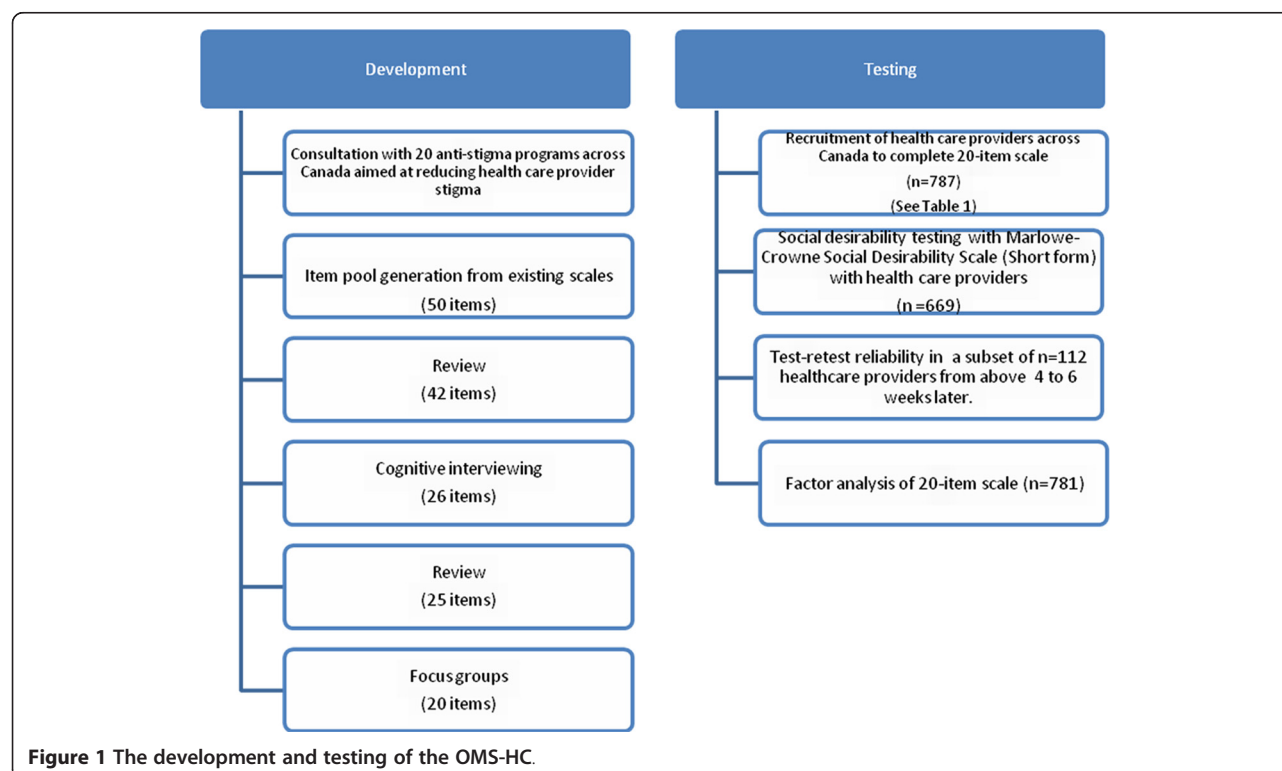 Development
Consultation with 20 anti-stigma programs across
Canada aimed at reducing health care provider
stigma
Item pool generation from existing scales
(50 items)
Review
(42 items)
Cognitive interviewing
(26 items)
Review
(25 items)
Focus groups
(20 items)
Testing
Recruitment of health care providers across
Canada to complete 20-item scale
(n=787)
(See Table 1)
Social desirability testing with Marlowe-
Crowne Social Desirability Scale (Short form)
with health care providers
(n =669)
Test-retest reliability in a subset of n=112
healthcare providers from above 4 to 6
weeks later.
Factor analysis of 20-item scale (n=781)
Figure 1 The development and testing of the OMS-HC.